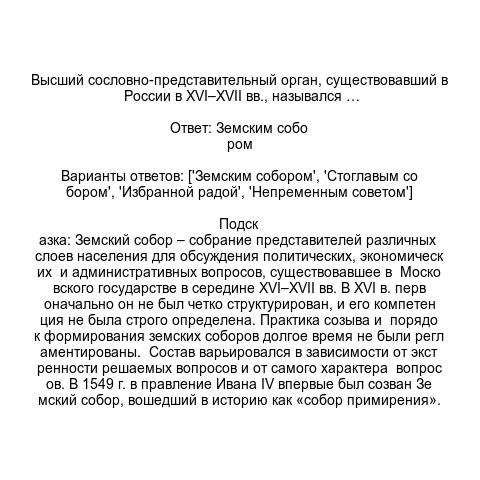 Высший сословно-представительный орган, существовавший в
России в XVI–XVII вв., назывался …
Ответ: Земским собо
ром
Варианты ответов: ['Земским собором', 'Стоглавым со
бором', 'Избранной радой', 'Непременным советом']
Подск
азка: Земский собор – собрание представителей различных
слоев населения для обсуждения политических, экономическ
их  и административных вопросов, существовавшее в  Моско
вского государстве в середине XVI–XVII вв. В XVI в. перв
оначально он не был четко структурирован, и его компетен
ция не была строго определена. Практика созыва и  порядо
к формирования земских соборов долгое время не были регл
аментированы.  Состав варьировался в зависимости от экст
ренности решаемых вопросов и от самого характера  вопрос
ов. В 1549 г. в правление Ивана IV впервые был созван Зе
мский собор, вошедший в историю как «собор примирения».